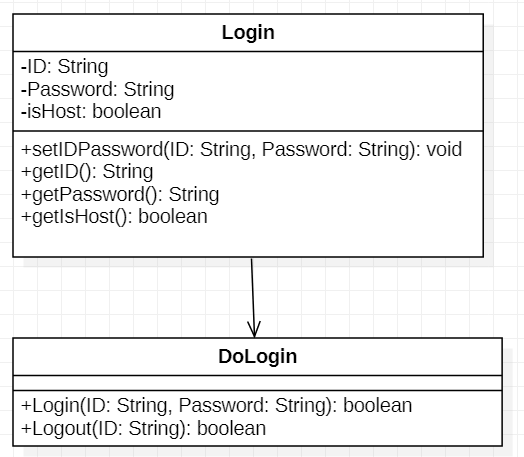 Login
-ID: String
-Password: String
-isHost: boolean
+setIDPassword(ID: String, Password: String): void
+getID(): String
+getPassword(): String
+getIsHost(): boolean
DoLogin
+Login(ID: String, Password: String): boolean
+Logout(ID: String): boolean